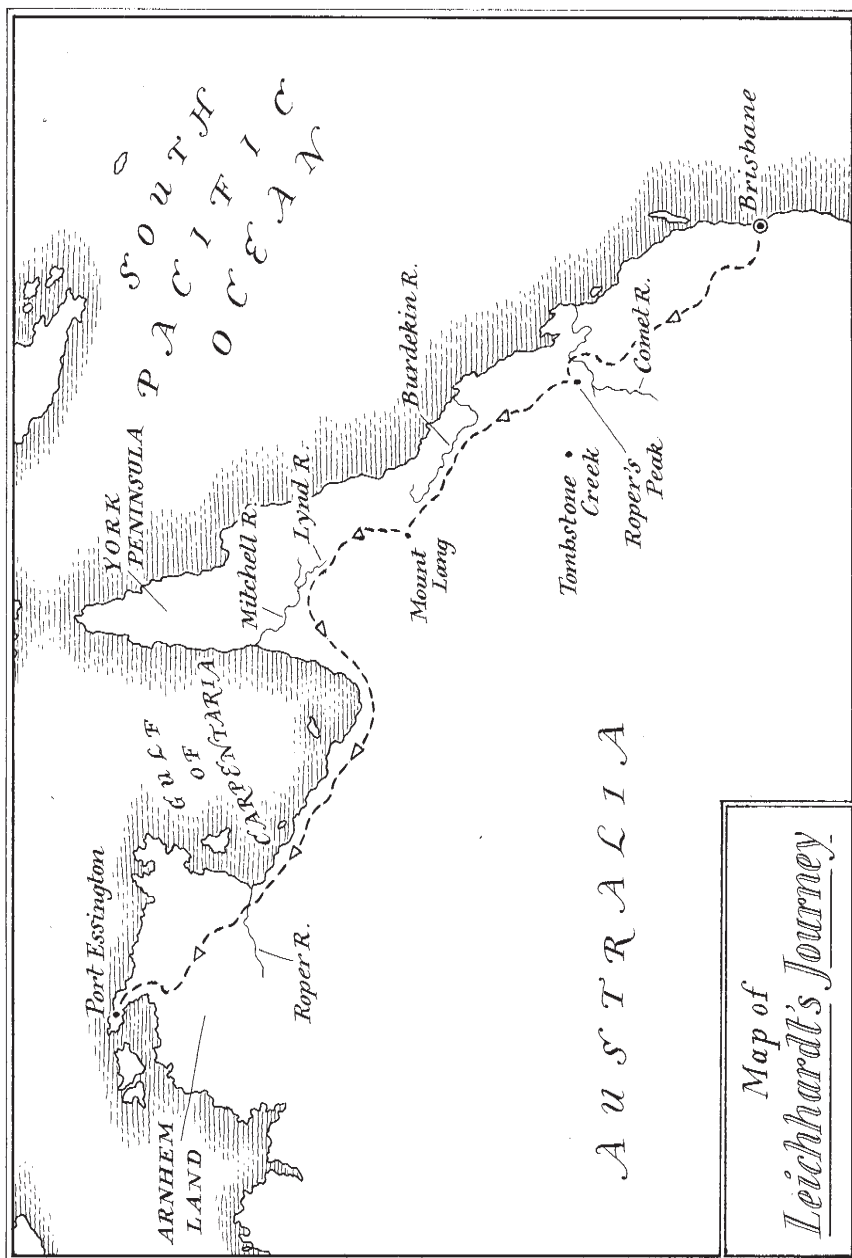 Map of
Leichhardt's Journey
SOUTH
PACIFIC
OCEAN
YORK
PENINSULA
GULF
OF
CARPENTARIA
Port Essington
ARNHEM
LAND
Roper R.
Mitchell R.
Lynd R.
Mount
Lang
Burdekin R.
Tombstone
Creek
Roper's
Peak
Comet R.
Brisbane
AUSTRALIA